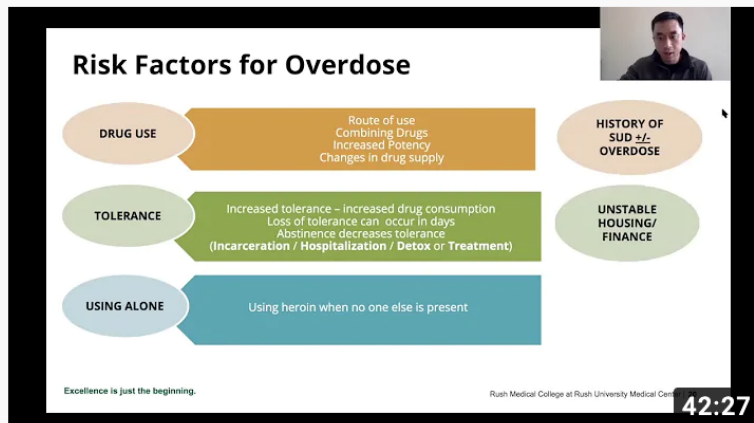 Risk Factors for Overdose
DRUG USE
Route of use
Combining Drugs
Increased Potency
Changes in drug supply
HISTORY OF
SUD +/-
OVERDOSE
TOLERANCE
Increased tolerance – increased drug consumption
Loss of tolerance can occur in days
Abstinence decreases tolerance
(Incarceration / Hospitalization / Detox or Treatment)
UNSTABLE
HOUSING/
FINANCE
USING ALONE
Using heroin when no one else is present
Excellence is just the beginning.
Rush Medical College at Rush University Medical
42:27